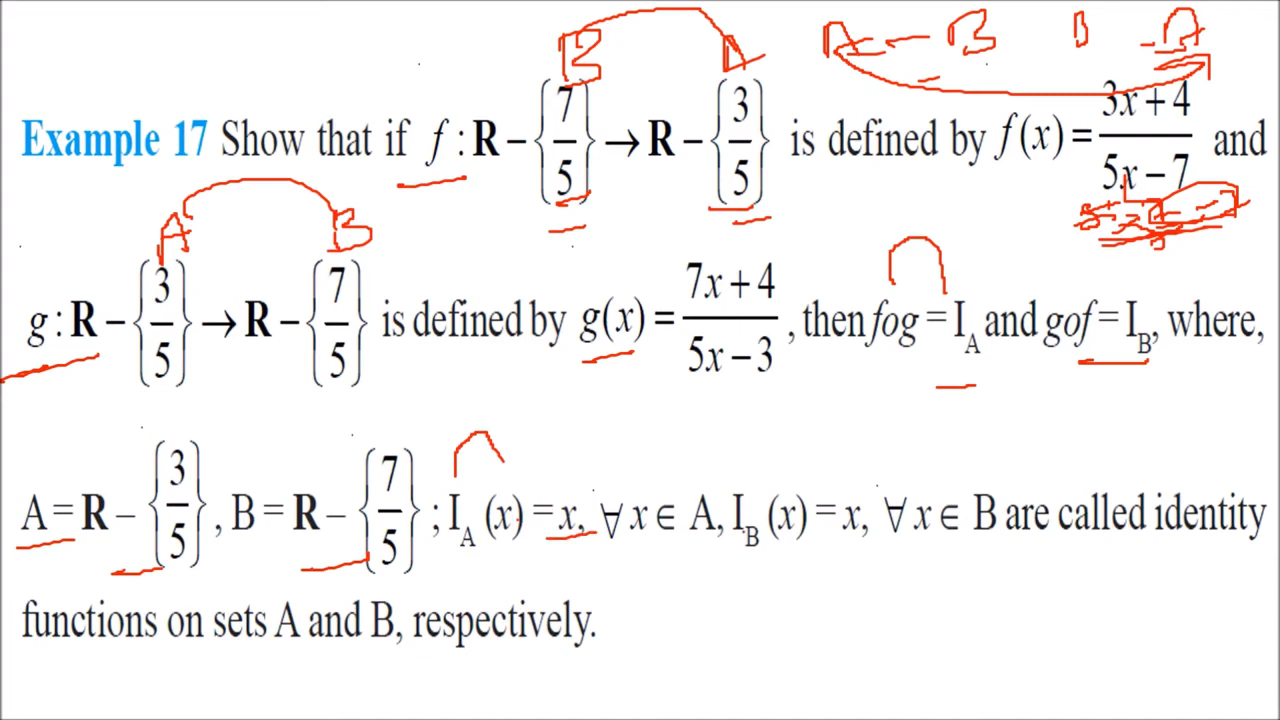 B A A B B A
Example 17 Show that if f : R – {7/5} → R – {3/5} is defined by f(x) = (3x + 4)/(5x – 7) and
A B
g : R – {3/5} → R – {7/5} is defined by g(x) = (7x + 4)/(5x – 3), then fog = I_A and gof = I_B, where,
A = R – {3/5}, B = R – {7/5}; I_A (x) = x, ∀ x ∈ A, I_B (x) = x, ∀ x ∈ B are called identity
functions on sets A and B, respectively.